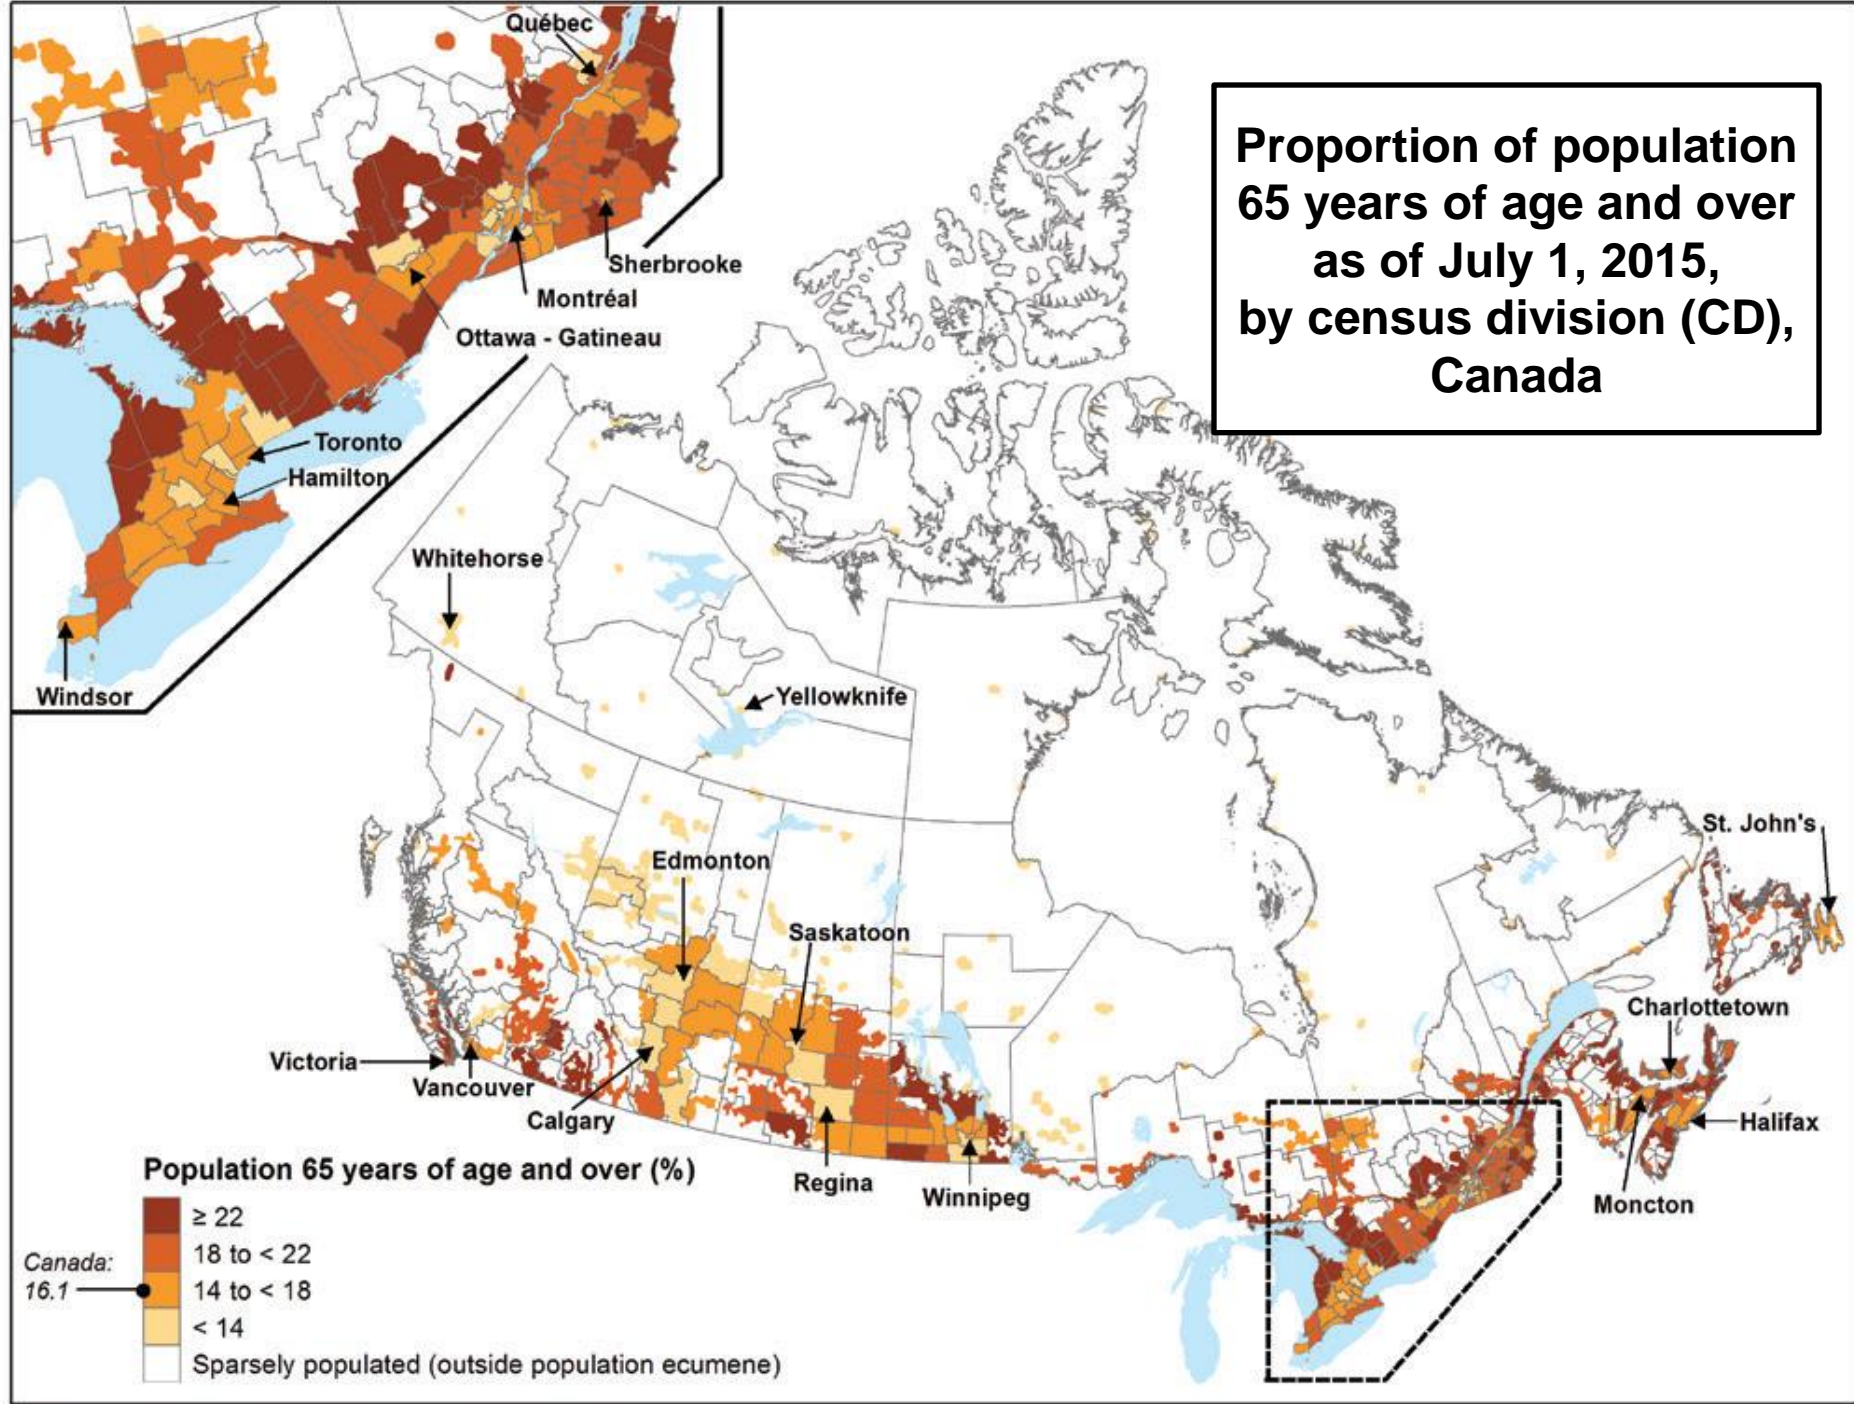 Proportion of population
65 years of age and over
as of July 1, 2015,
by census division (CD),
Canada
Québec
Sherbrooke
Montréal
Ottawa - Gatineau
Toronto
Hamilton
Windsor
Whitehorse
Yellowknife
Edmonton
Saskatoon
St. John's
Charlottetown
Halifax
Moncton
Victoria
Vancouver
Calgary
Regina
Winnipeg
Population 65 years of age and over (%)
≥ 22
18 to < 22
Canada:
16.1
14 to < 18
< 14
Sparsely populated (outside population ecumene)